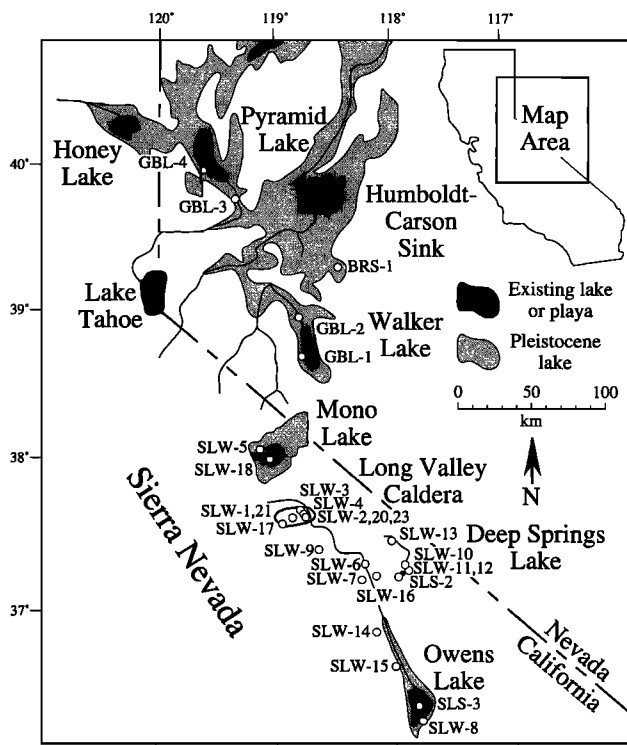 120° 119° 118° 117°
40°
39°
38°
37°
Pyramid
Lake
Honey
Lake
GBL-4
GBL-3
Humboldt-
Carson
Sink
BRS-1
Lake
Tahoe
GBL-2
Walker
Lake
GBL-1
Map
Area
Existing lake
or playa
Pleistocene
lake
0 50 100
km
N
Mono
Lake
SLW-5
SLW-18
Long Valley
Caldera
SLW-3
SLW-4
SLW-1,21
SLW-2,20,23
SLW-17
SLW-13
Deep Springs
Lake
SLW-9
SLW-10
SLW-6
SLW-11,12
SLW-7
SLS-2
SLW-16
Sierra Nevada
SLW-14
SLW-15
Owens
Lake
SLS-3
SLW-8
Nevada
California